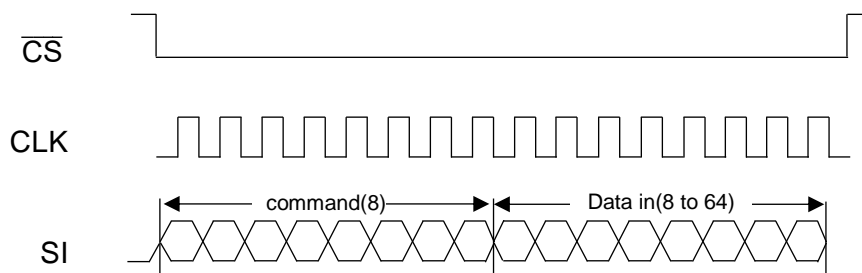 CS
CLK
command(8)
Data in(8 to 64)
SI